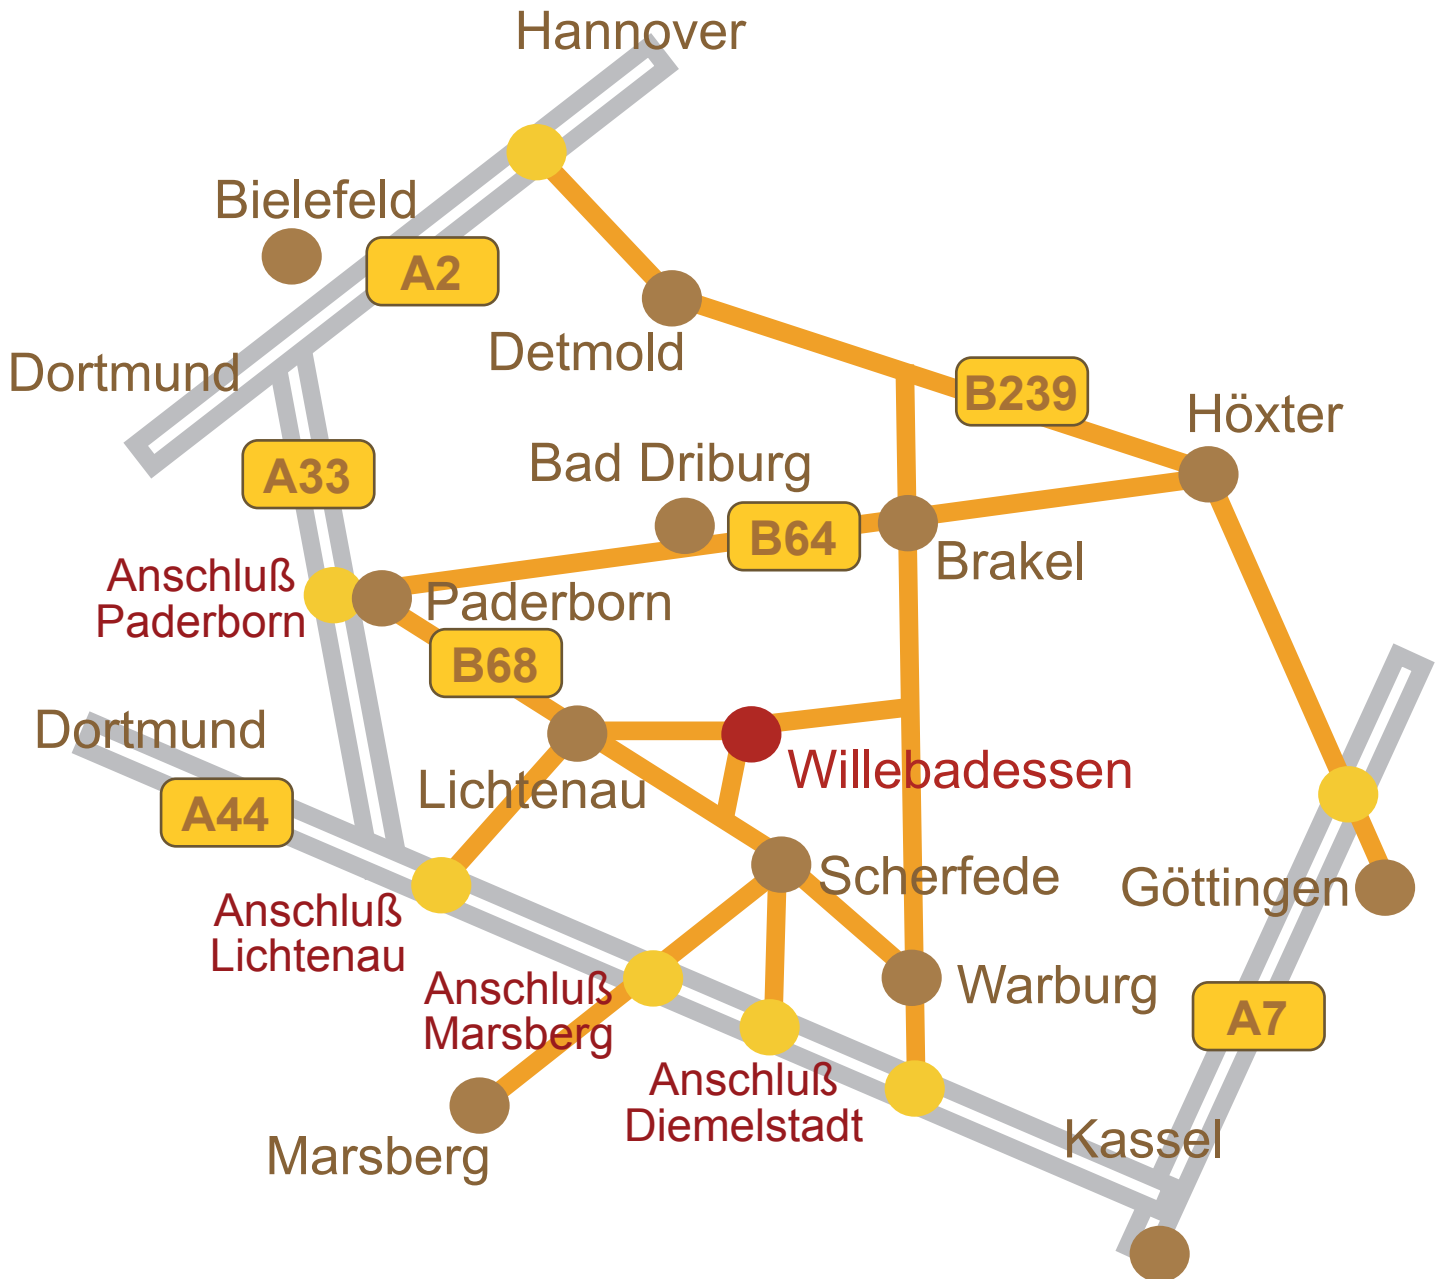 Hannover
Bielefeld
A2
Detmold
Dortmund
B239
Höxter
Bad Driburg
A33
B64
Brakel
Anschluß
Paderborn
Paderborn
B68
Dortmund
Willebadessen
Lichtenau
A44
Scherfede
Göttingen
Anschluß
Lichtenau
Anschluß
Marsberg
Warburg
A7
Anschluß
Diemelstadt
Kassel
Marsberg